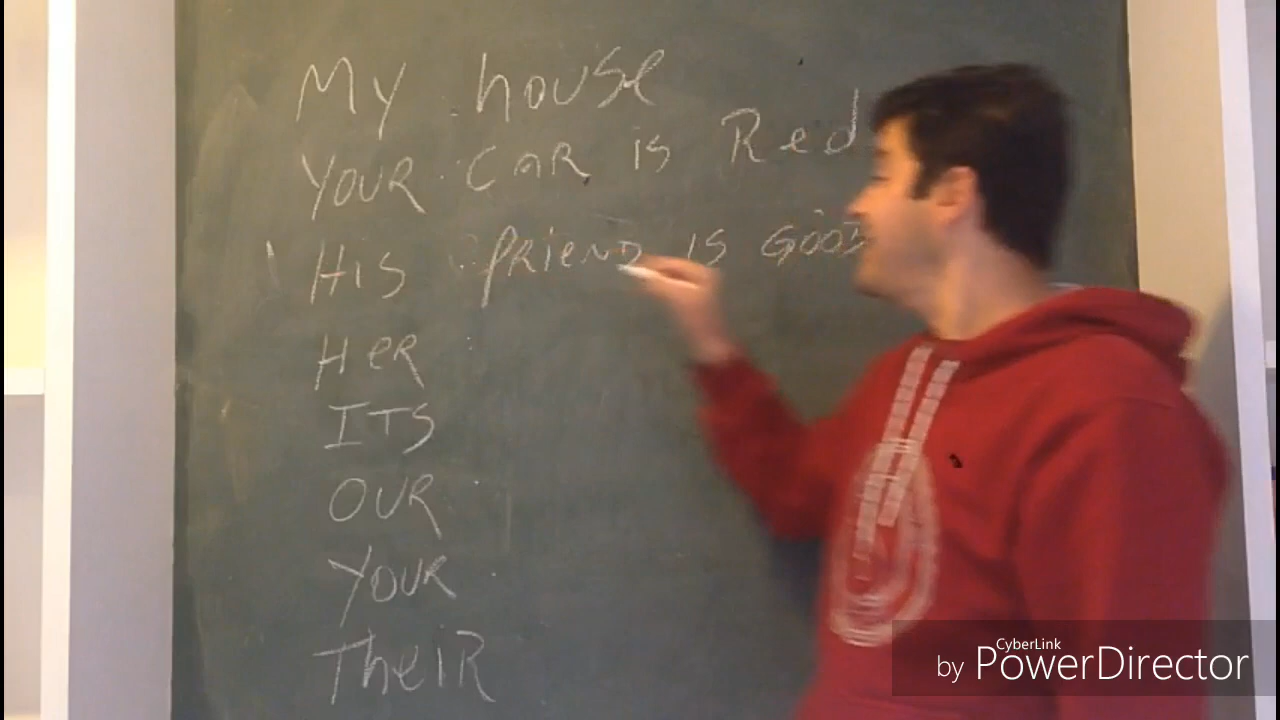 My house
YOUR CAR is Red
His friend is GOOD
HeR
ITS
OUR
YOUR
TheiR
CyberLink
by PowerDirector